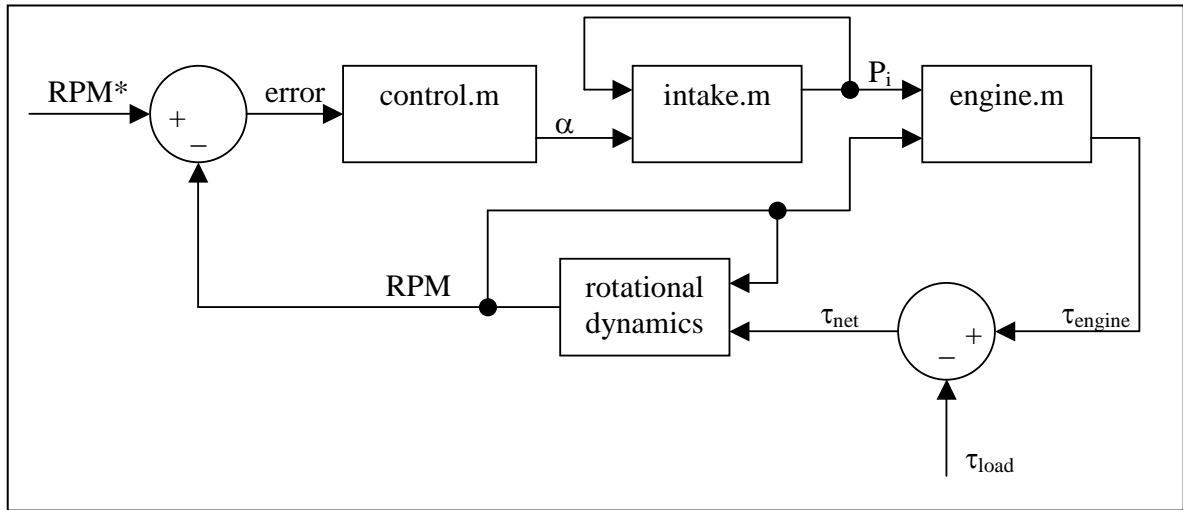 RPM*
+
−
−
error
control.m
α
intake.m
Pᵢ
engine.m
RPM
rotational
dynamics
τnet
−
+
τengine
τload